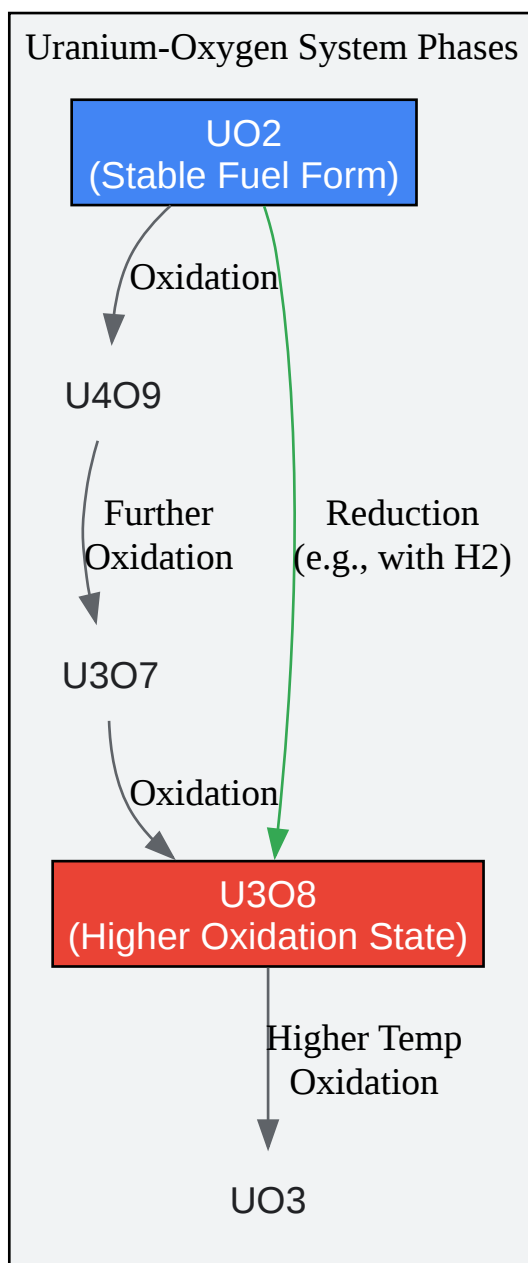 Uranium-Oxygen System Phases
UO2
(Stable Fuel Form)
Oxidation
U4O9
Further
Oxidation
Reduction
(e.g., with H2)
U3O7
Oxidation
U3O8
(Higher Oxidation State)
Higher Temp
Oxidation
UO3